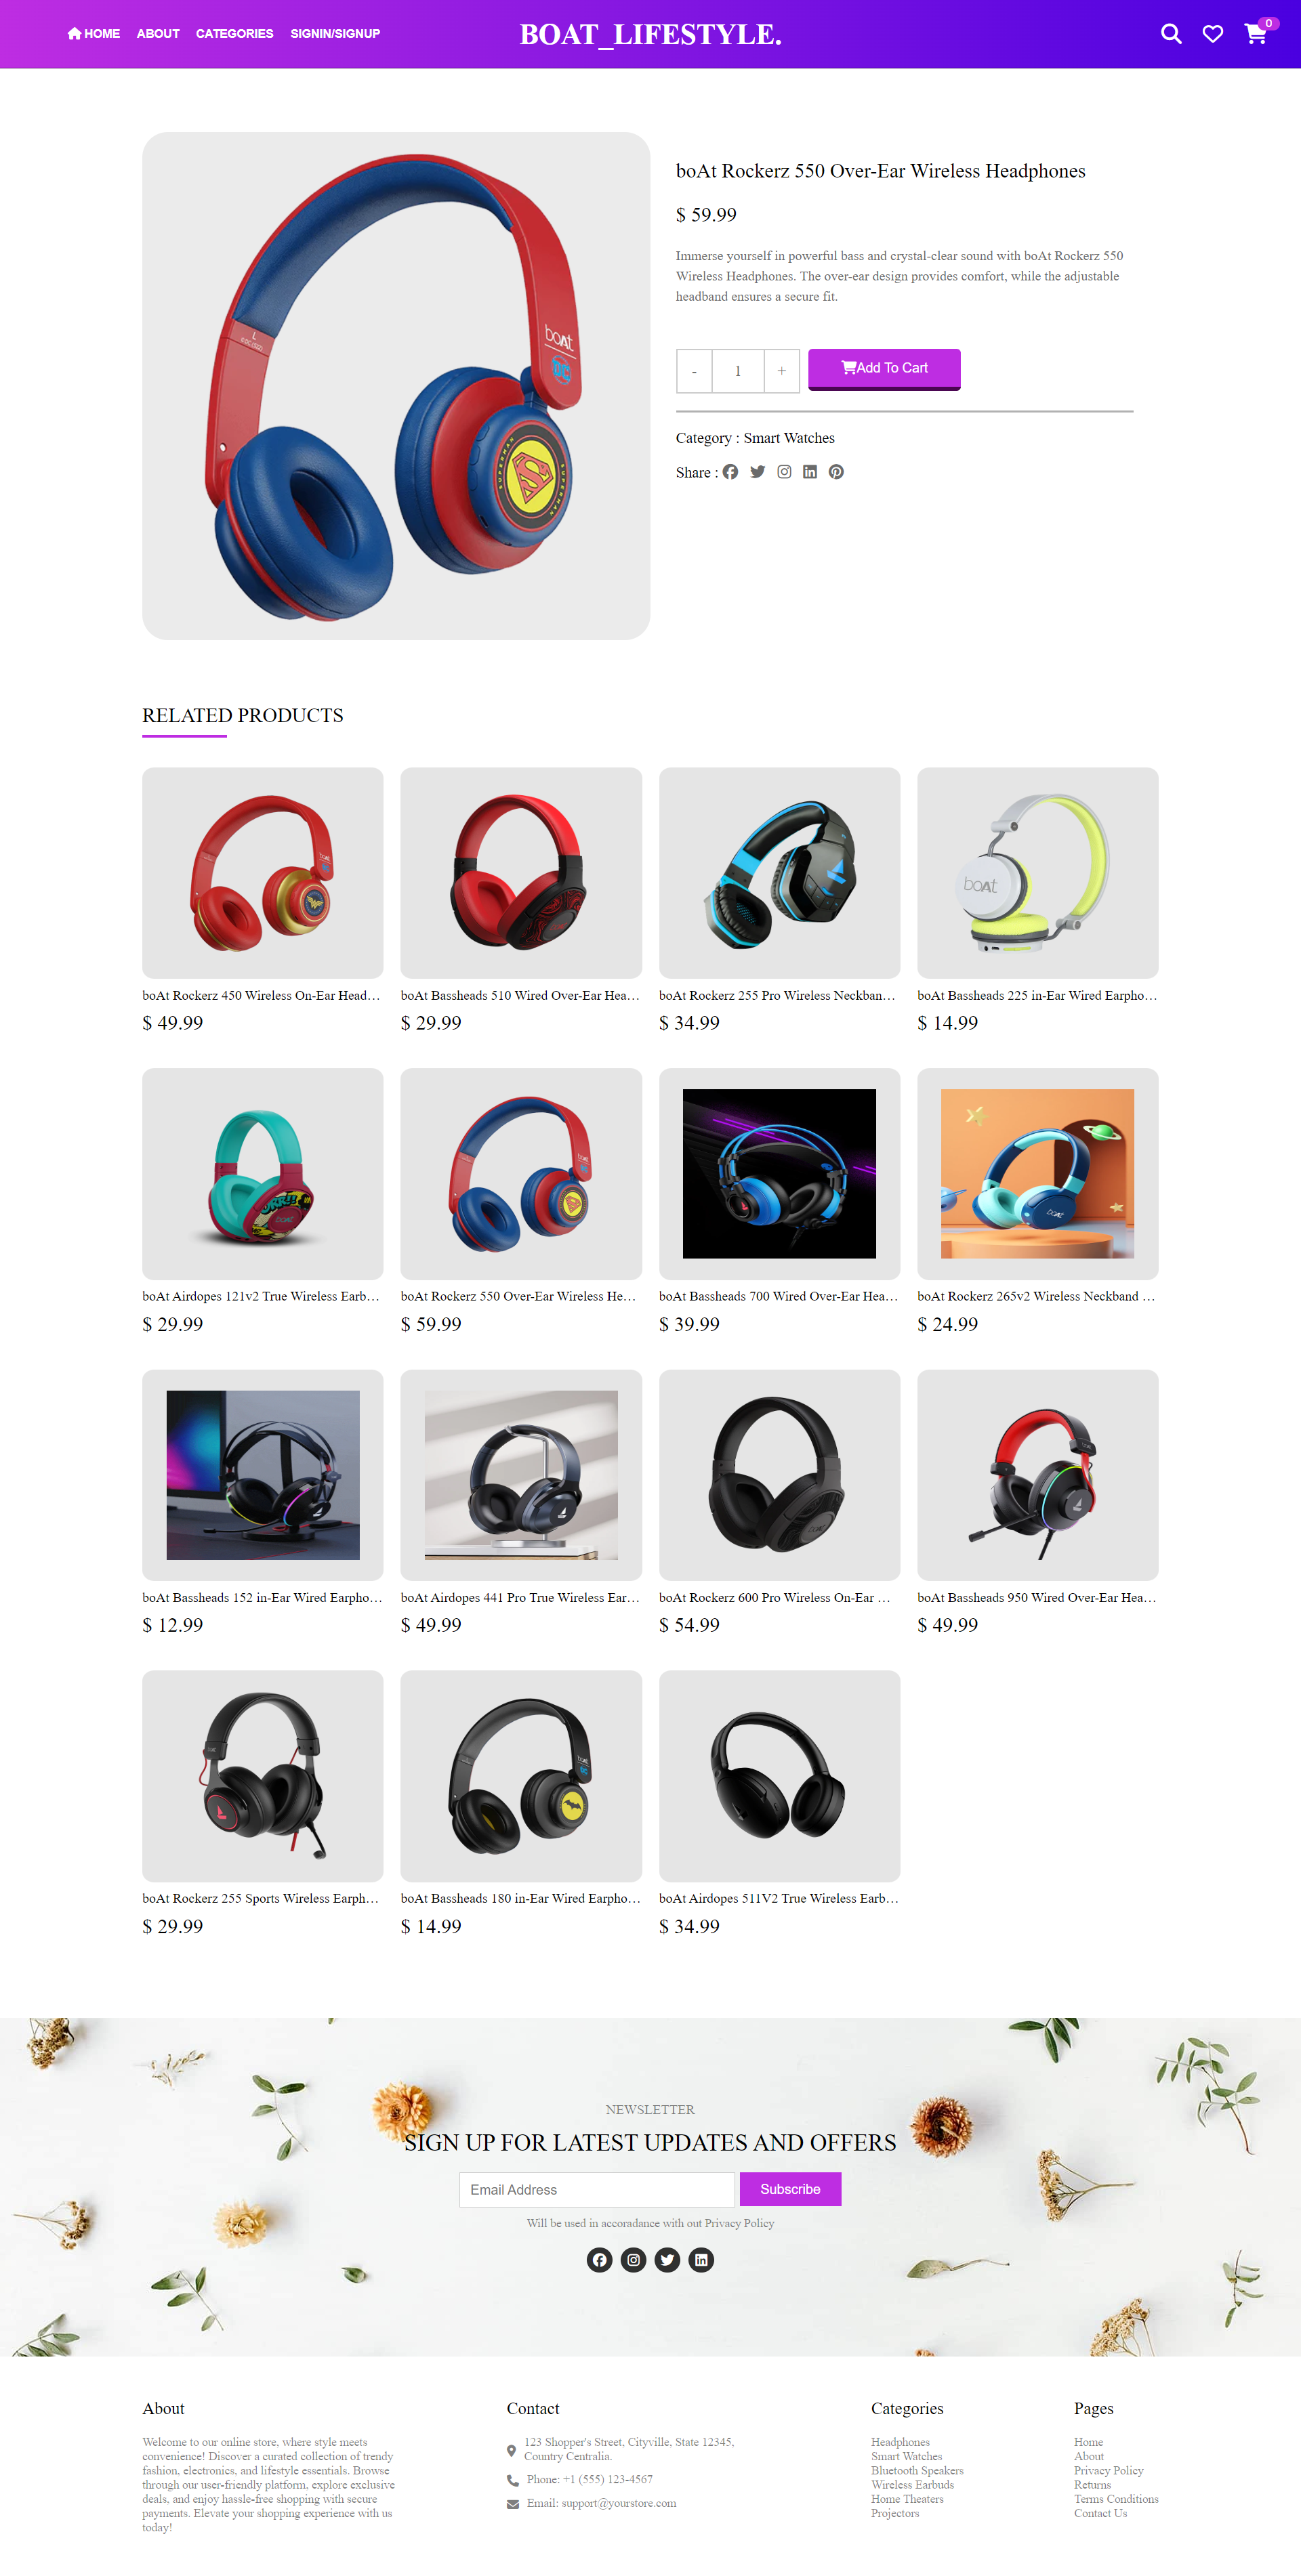 HOME ABOUT CATEGORIES SIGNIN/SIGNUP
BOAT_LIFESTYLE.
0
boAt
DC
L
SUPERMAN
SUPERMAN
boAt Rockerz 550 Over-Ear Wireless Headphones
$ 59.99
Immerse yourself in powerful bass and crystal-clear sound with boAt Rockerz 550
Wireless Headphones. The over-ear design provides comfort, while the adjustable
headband ensures a secure fit.
- 1 +
Add To Cart
Category : Smart Watches
Share :
RELATED PRODUCTS
boAt
boAt Rockerz 450 Wireless On-Ear Head…
boAt Bassheads 510 Wired Over-Ear Hea…
boAt Rockerz 255 Pro Wireless Neckban…
boAt Bassheads 225 in-Ear Wired Earpho…
$ 49.99
$ 29.99
$ 34.99
$ 14.99
boAt
boAt
boAt Airdopes 121v2 True Wireless Earb…
boAt Rockerz 550 Over-Ear Wireless He…
boAt Bassheads 700 Wired Over-Ear Hea…
boAt Rockerz 265v2 Wireless Neckband …
$ 29.99
$ 59.99
$ 39.99
$ 24.99
boAt Bassheads 152 in-Ear Wired Earpho…
boAt Airdopes 441 Pro True Wireless Ear…
boAt Rockerz 600 Pro Wireless On-Ear …
boAt Bassheads 950 Wired Over-Ear Hea…
$ 12.99
$ 49.99
$ 54.99
$ 49.99
boAt Rockerz 255 Sports Wireless Earph…
boAt Bassheads 180 in-Ear Wired Earpho…
boAt Airdopes 511V2 True Wireless Earb…
$ 29.99
$ 14.99
$ 34.99
NEWSLETTER
SIGN UP FOR LATEST UPDATES AND OFFERS
Email Address
Subscribe
Will be used in accoradance with out Privacy Policy
About
Welcome to our online store, where style meets
convenience! Discover a curated collection of trendy
fashion, electronics, and lifestyle essentials. Browse
through our user-friendly platform, explore exclusive
deals, and enjoy hassle-free shopping with secure
payments. Elevate your shopping experience with us
today!
Contact
123 Shopper's Street, Cityville, State 12345,
Country Centralia.
Phone: +1 (555) 123-4567
Email: support@yourstore.com
Categories
Headphones
Smart Watches
Bluetooth Speakers
Wireless Earbuds
Home Theaters
Projectors
Pages
Home
About
Privacy Policy
Returns
Terms Conditions
Contact Us